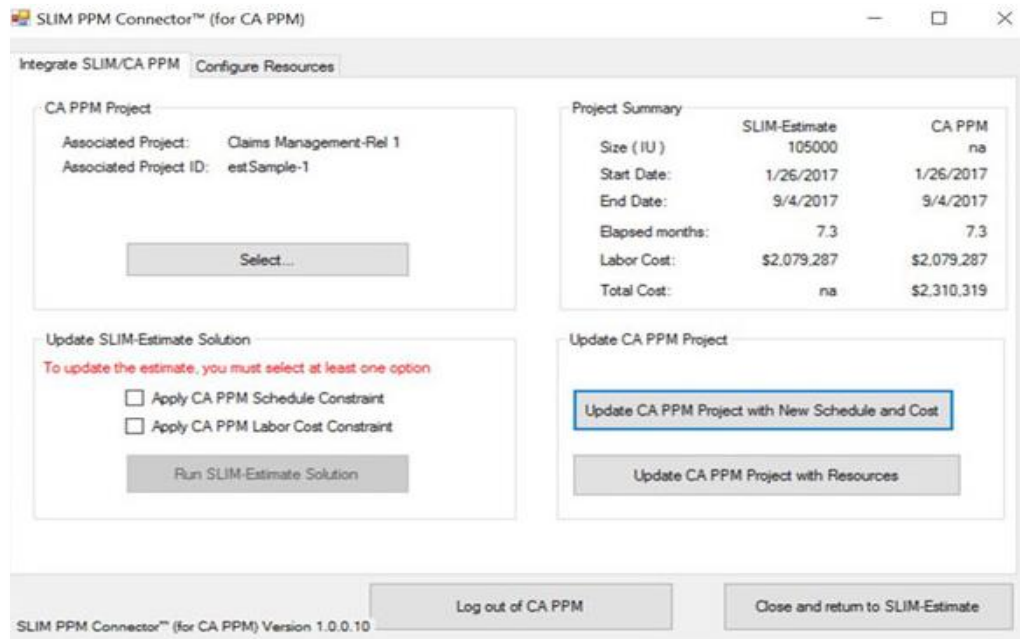 SLIM PPM Connector™ (for CA PPM)
Integrate SLIM/CA PPM Configure Resources
CA PPM Project
Associated Project: Claims Management-Rel 1
Associated Project ID: estSample-1
Select...
Project Summary
SLIM-Estimate CA PPM
Size ( IU ) 105000 na
Start Date: 1/26/2017 1/26/2017
End Date: 9/4/2017 9/4/2017
Elapsed months: 7.3 7.3
Labor Cost: $2,079,287 $2,079,287
Total Cost: na $2,310,319
Update SLIM-Estimate Solution
To update the estimate, you must select at least one option
Apply CA PPM Schedule Constraint
Apply CA PPM Labor Cost Constraint
Run SLIM-Estimate Solution
Update CA PPM Project
Update CA PPM Project with New Schedule and Cost
Update CA PPM Project with Resources
Log out of CA PPM
Close and return to SLIM-Estimate
SLIM PPM Connector™ (for CA PPM) Version 1.0.0.10